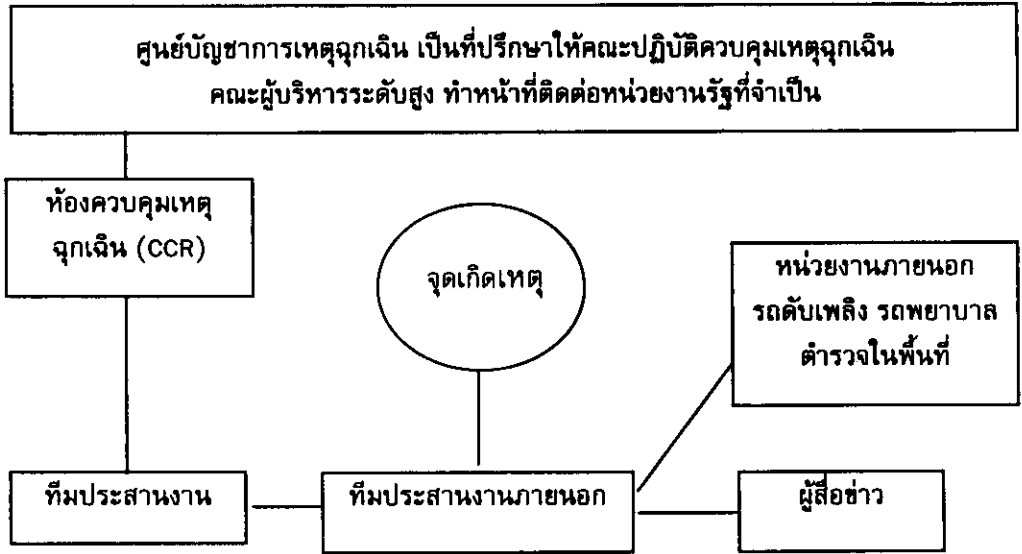 ศูนย์บัญชาการเหตุฉุกเฉิน เป็นที่ปรึกษาให้คณะปฏิบัติควบคุมเหตุฉุกเฉิน
คณะผู้บริหารระดับสูง ทำหน้าที่ติดต่อหน่วยงานรัฐที่จำเป็น
ห้องควบคุมเหตุ
ฉุกเฉิน (CCR)
จุดเกิดเหตุ
หน่วยงานภายนอก
รถดับเพลิง รถพยาบาล
ตำรวจในพื้นที่
ทีมประสานงาน
ทีมประสานงานภายนอก
ผู้สื่อข่าว